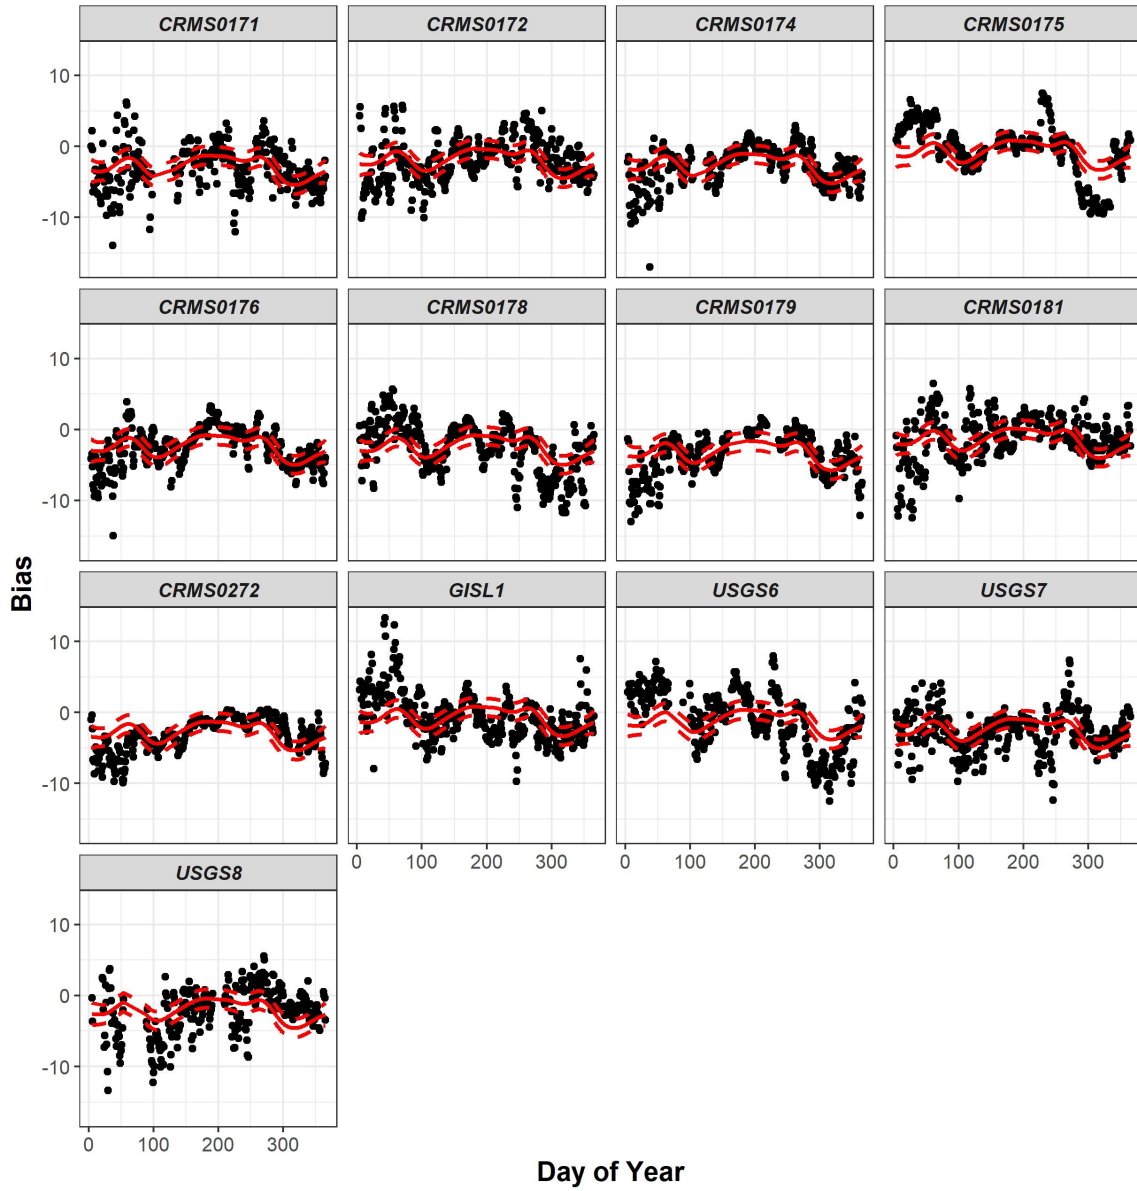 CRMS0171 CRMS0172 CRMS0174 CRMS0175
10
0
-10
CRMS0176 CRMS0178 CRMS0179 CRMS0181
10
0
-10
CRMS0272 GISL1 USGS6 USGS7
10
0
-10
0 100 200 300 0 100 200 300 0 100 200 300
USGS8
10
0
-10
0 100 200 300
Bias
Day of Year